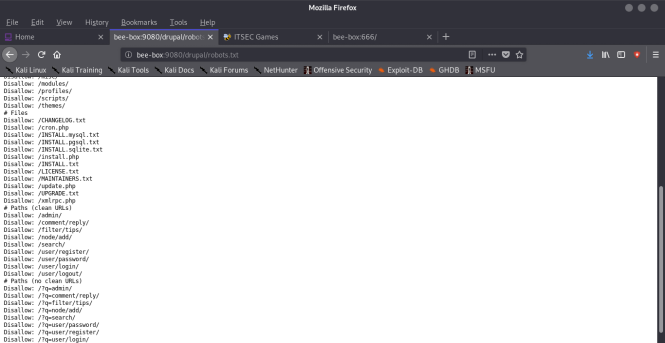 Mozilla Firefox
File Edit View History Bookmarks Tools Help
Home
bee-box:9080/drupal/robots
ITSEC Games
bee-box:666/
bee-box:9080/drupal/robots.txt
Kali Linux Kali Training Kali Tools Kali Docs Kali Forums NetHunter Offensive Security Exploit-DB GHDB MSFU
Disallow: /misc/
Disallow: /modules/
Disallow: /profiles/
Disallow: /scripts/
Disallow: /themes/
# Files
Disallow: /CHANGELOG.txt
Disallow: /cron.php
Disallow: /INSTALL.mysql.txt
Disallow: /INSTALL.pgsql.txt
Disallow: /INSTALL.sqlite.txt
Disallow: /install.php
Disallow: /INSTALL.txt
Disallow: /LICENSE.txt
Disallow: /MAINTAINERS.txt
Disallow: /update.php
Disallow: /UPGRADE.txt
Disallow: /xmlrpc.php
# Paths (clean URLs)
Disallow: /admin/
Disallow: /comment/reply/
Disallow: /filter/tips/
Disallow: /node/add/
Disallow: /search/
Disallow: /user/register/
Disallow: /user/password/
Disallow: /user/login/
Disallow: /user/logout/
# Paths (no clean URLs)
Disallow: /?q=admin/
Disallow: /?q=comment/reply/
Disallow: /?q=filter/tips/
Disallow: /?q=node/add/
Disallow: /?q=search/
Disallow: /?q=user/password/
Disallow: /?q=user/register/
Disallow: /?q=user/login/